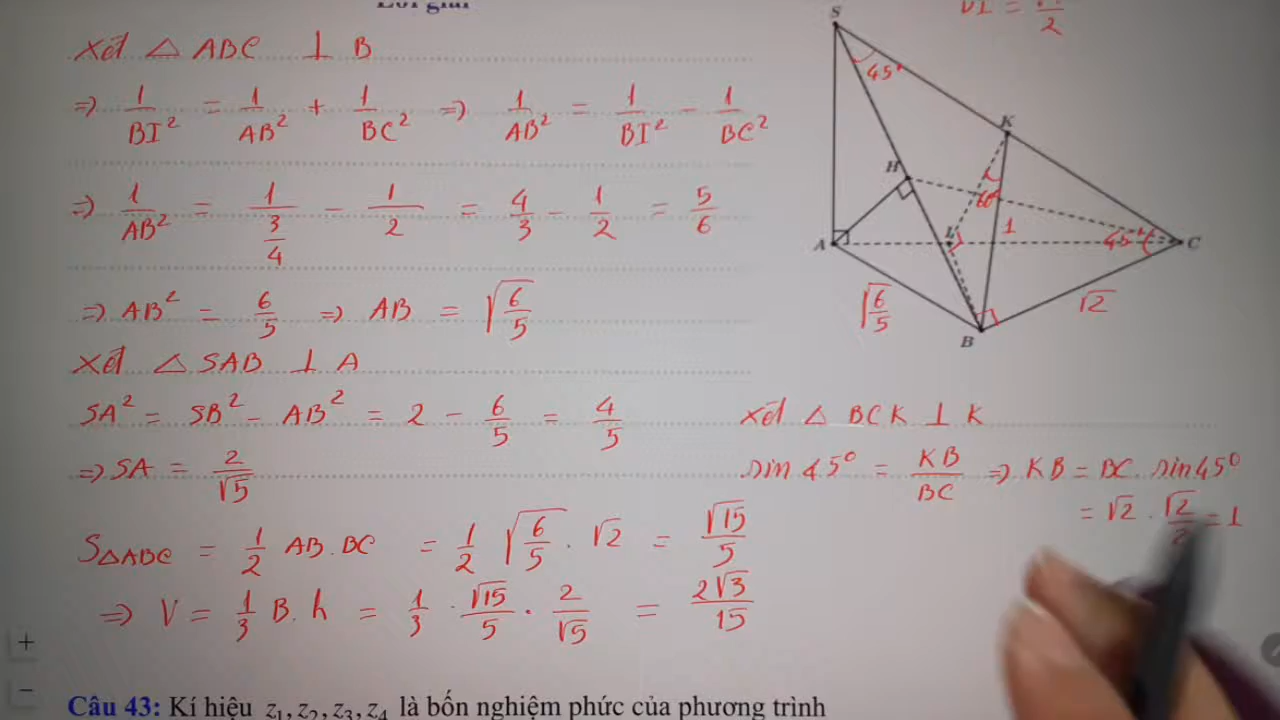 Lời giải
Xét △ ABC ⊥ B
=> 1/BI² = 1/AB² + 1/BC² => 1/AB² = 1/BI² - 1/BC²
=> 1/AB² = 1/(3/4) - 1/2 = 4/3 - 1/2 = 5/6
=> AB² = 6/5 => AB = √(6/5)
Xét △ SAB ⊥ A
SA² = SB² - AB² = 2 - 6/5 = 4/5
=> SA = 2/√5
S△ABC = 1/2 AB.BC = 1/2 √(6/5) . √2 = √15/5
=> V = 1/3 B.h = 1/3 . √15/5 . 2/√5 = 2√3/15
S
45°
K
H
60°
A
I
1
45°
C
√(6/5)
√2
B
Xét △ BCK ⊥ K
sin 45° = KB/BC => KB = BC. sin45°
= √2 . √2/2 = 1
+
−
Câu 43: Kí hiệu z₁, z₂, z₃, z₄ là bốn nghiệm phức của phương trình